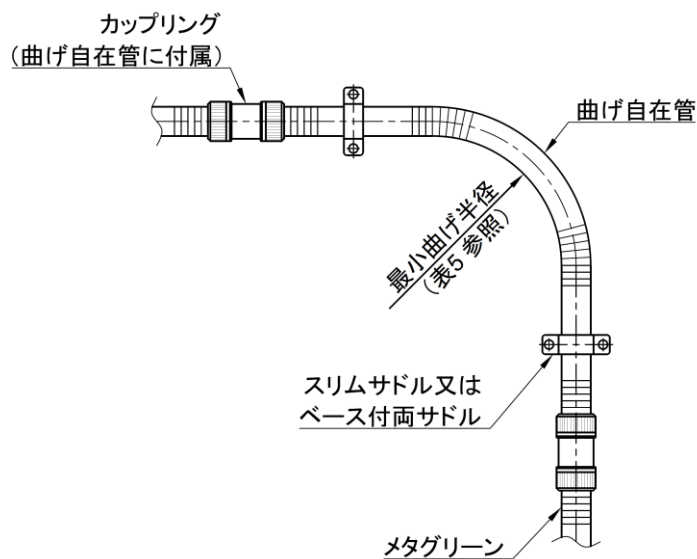 カップリング
(曲げ自在管に付属)
曲げ自在管
最小曲げ半径
(表5 参照)
スリムサドル又は
ベース付両サドル
メタグリーン